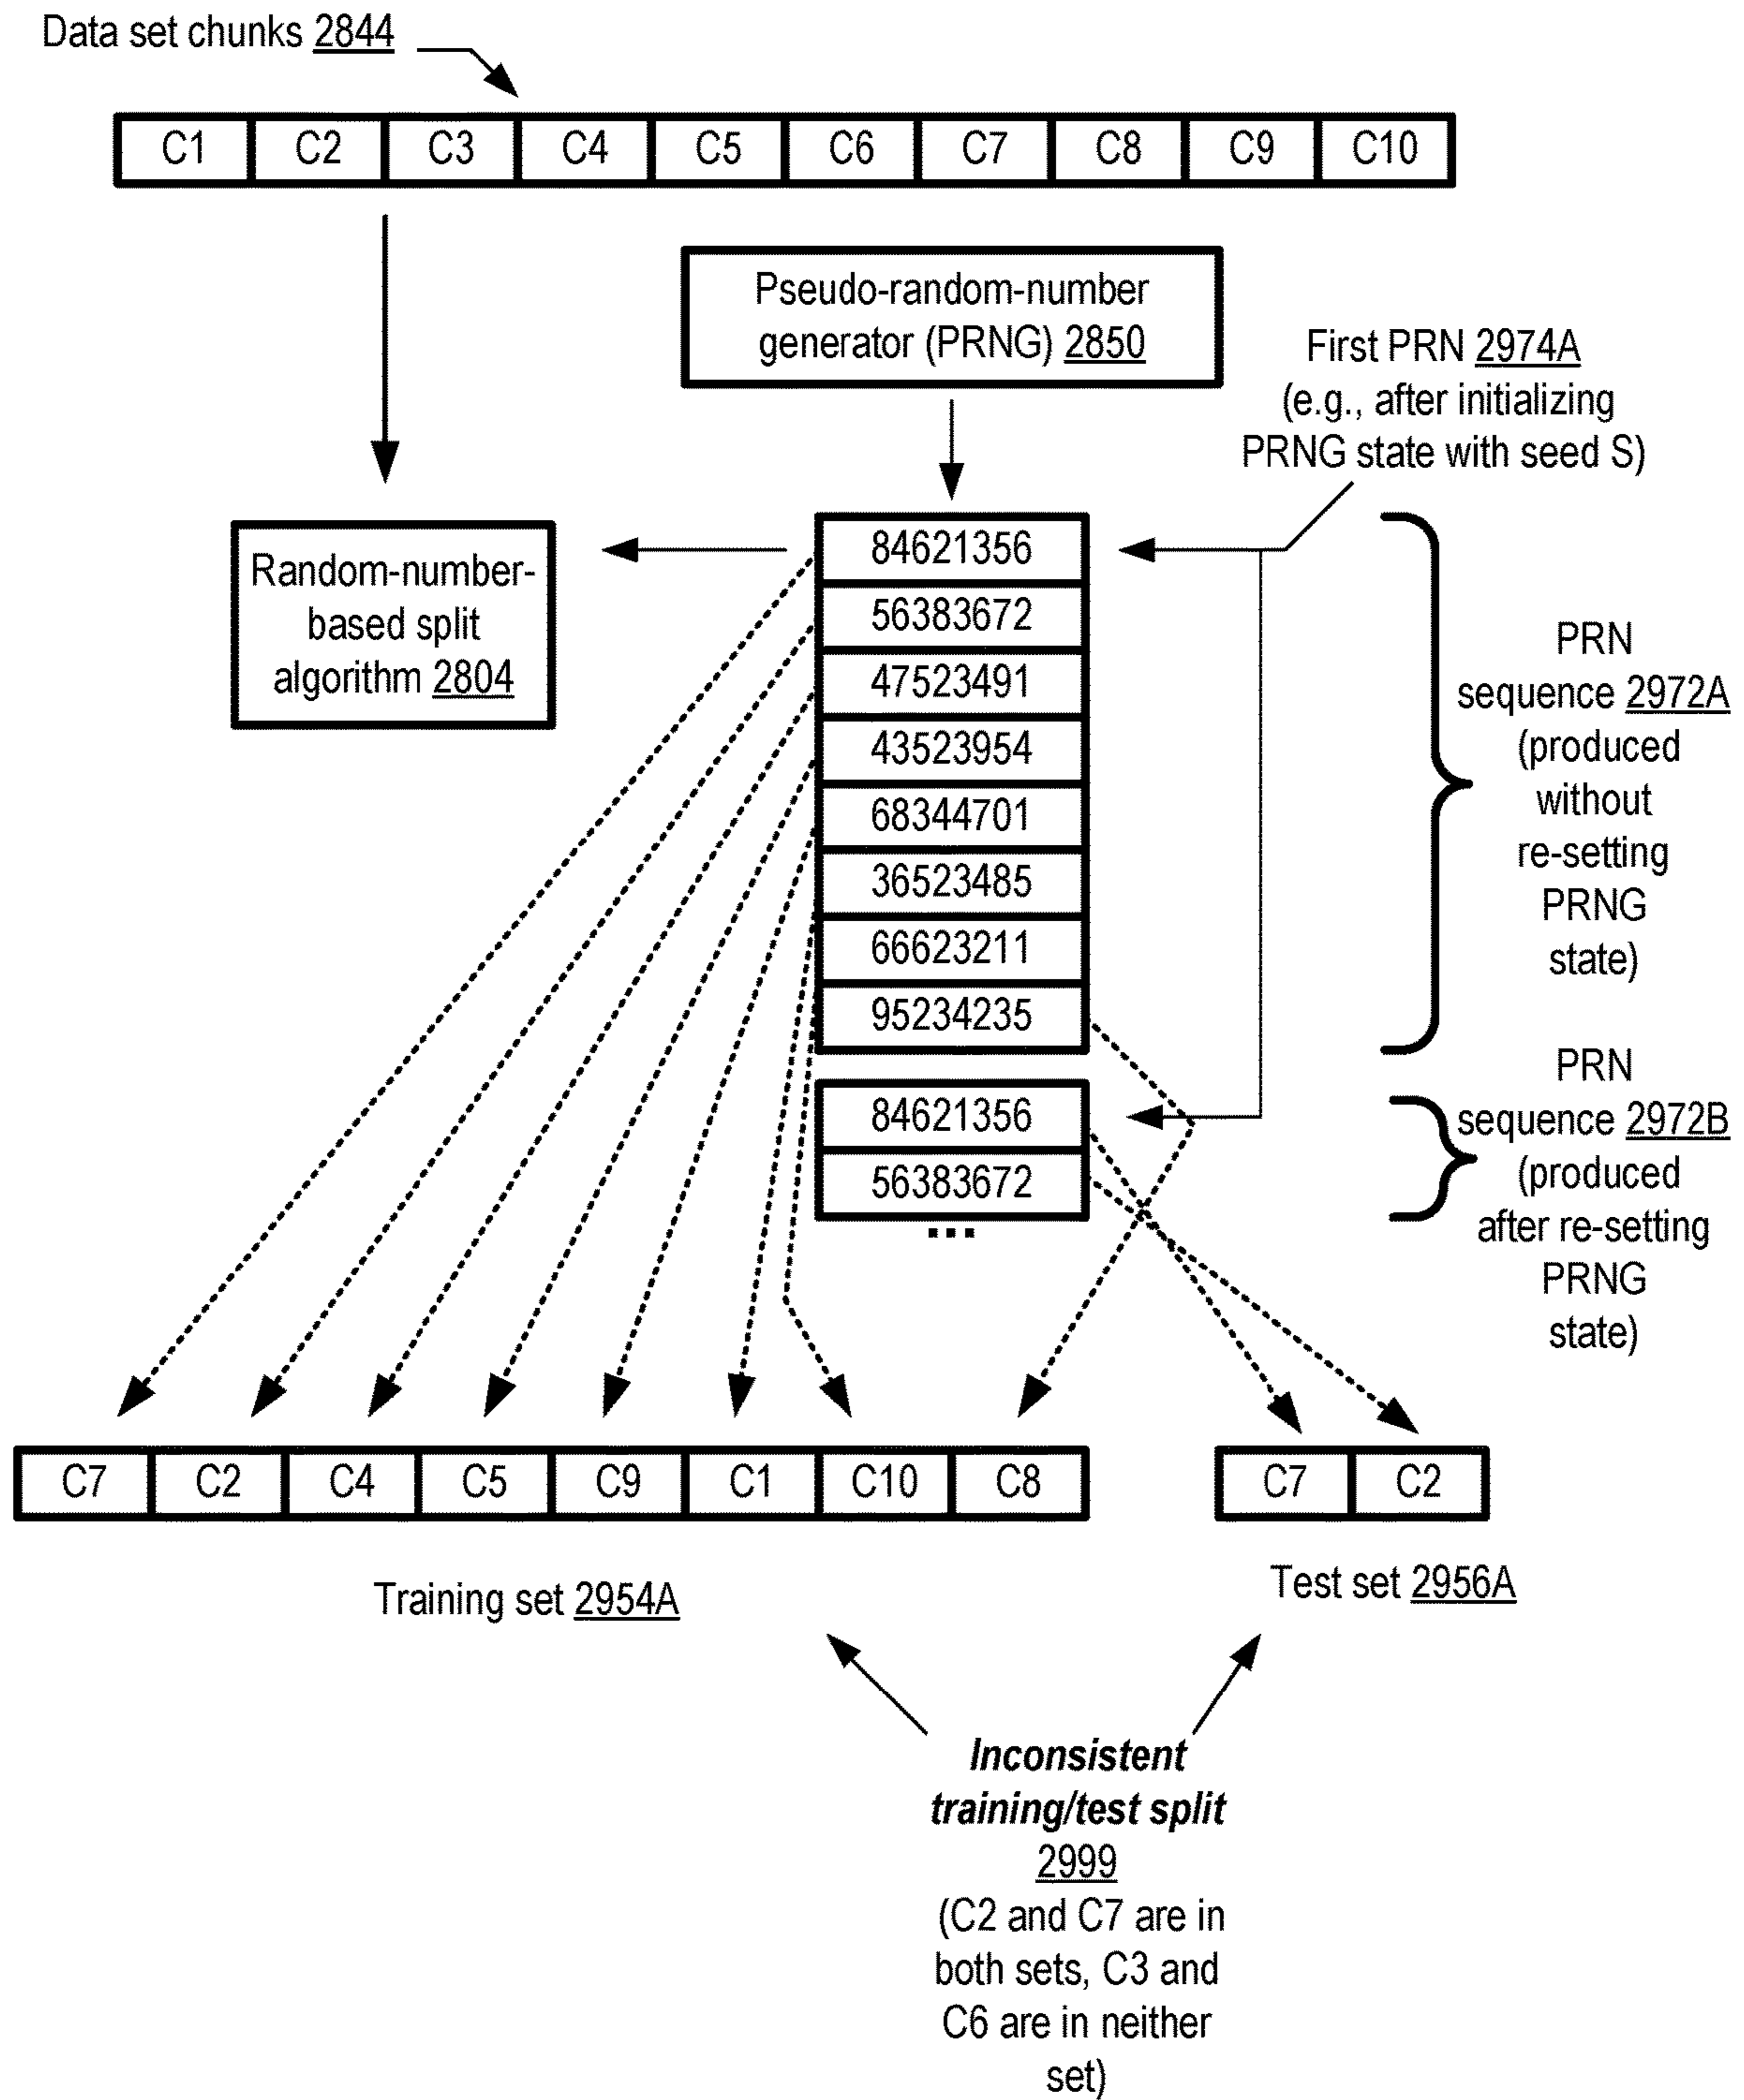 Data set chunks 2844
C1 C2 C3 C4 C5 C6 C7 C8 C9 C10
Pseudo-random-number
generator (PRNG) 2850
First PRN 2974A
(e.g., after initializing
PRNG state with seed S)
Random-number-
based split
algorithm 2804
84621356
56383672
47523491
43523954
68344701
36523485
66623211
95234235
PRN
sequence 2972A
(produced
without
re-setting
PRNG
state)
84621356
56383672
...
PRN
sequence 2972B
(produced
after re-setting
PRNG
state)
C7 C2 C4 C5 C9 C1 C10 C8
C7 C2
Training set 2954A
Test set 2956A
Inconsistent
training/test split
2999
(C2 and C7 are in
both sets, C3 and
C6 are in neither
set)